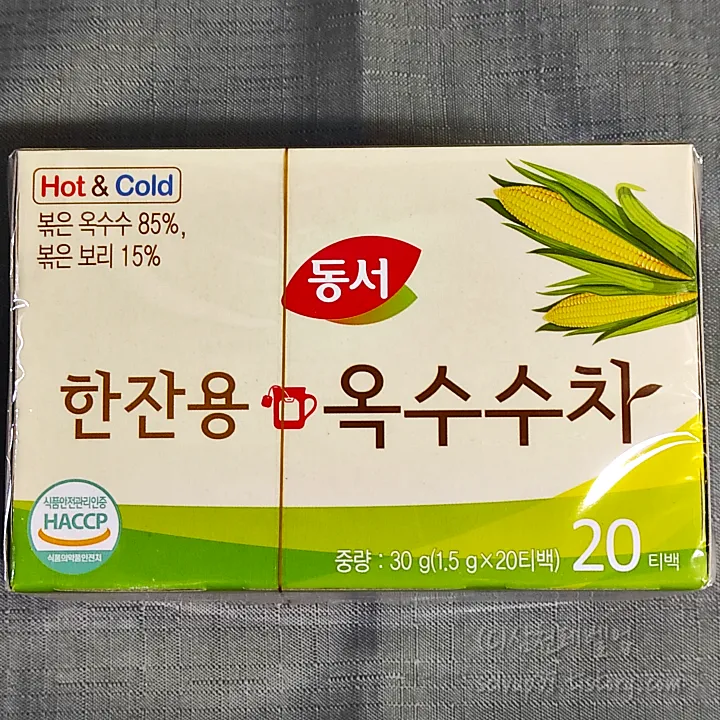 Hot & Cold
볶은 옥수수 85%,
볶은 보리 15%
동서
한잔용 옥수수차
식품안전관리인증
HACCP
식품의약품안전처
중량 : 30 g(1.5 g×20티백) 20 티백